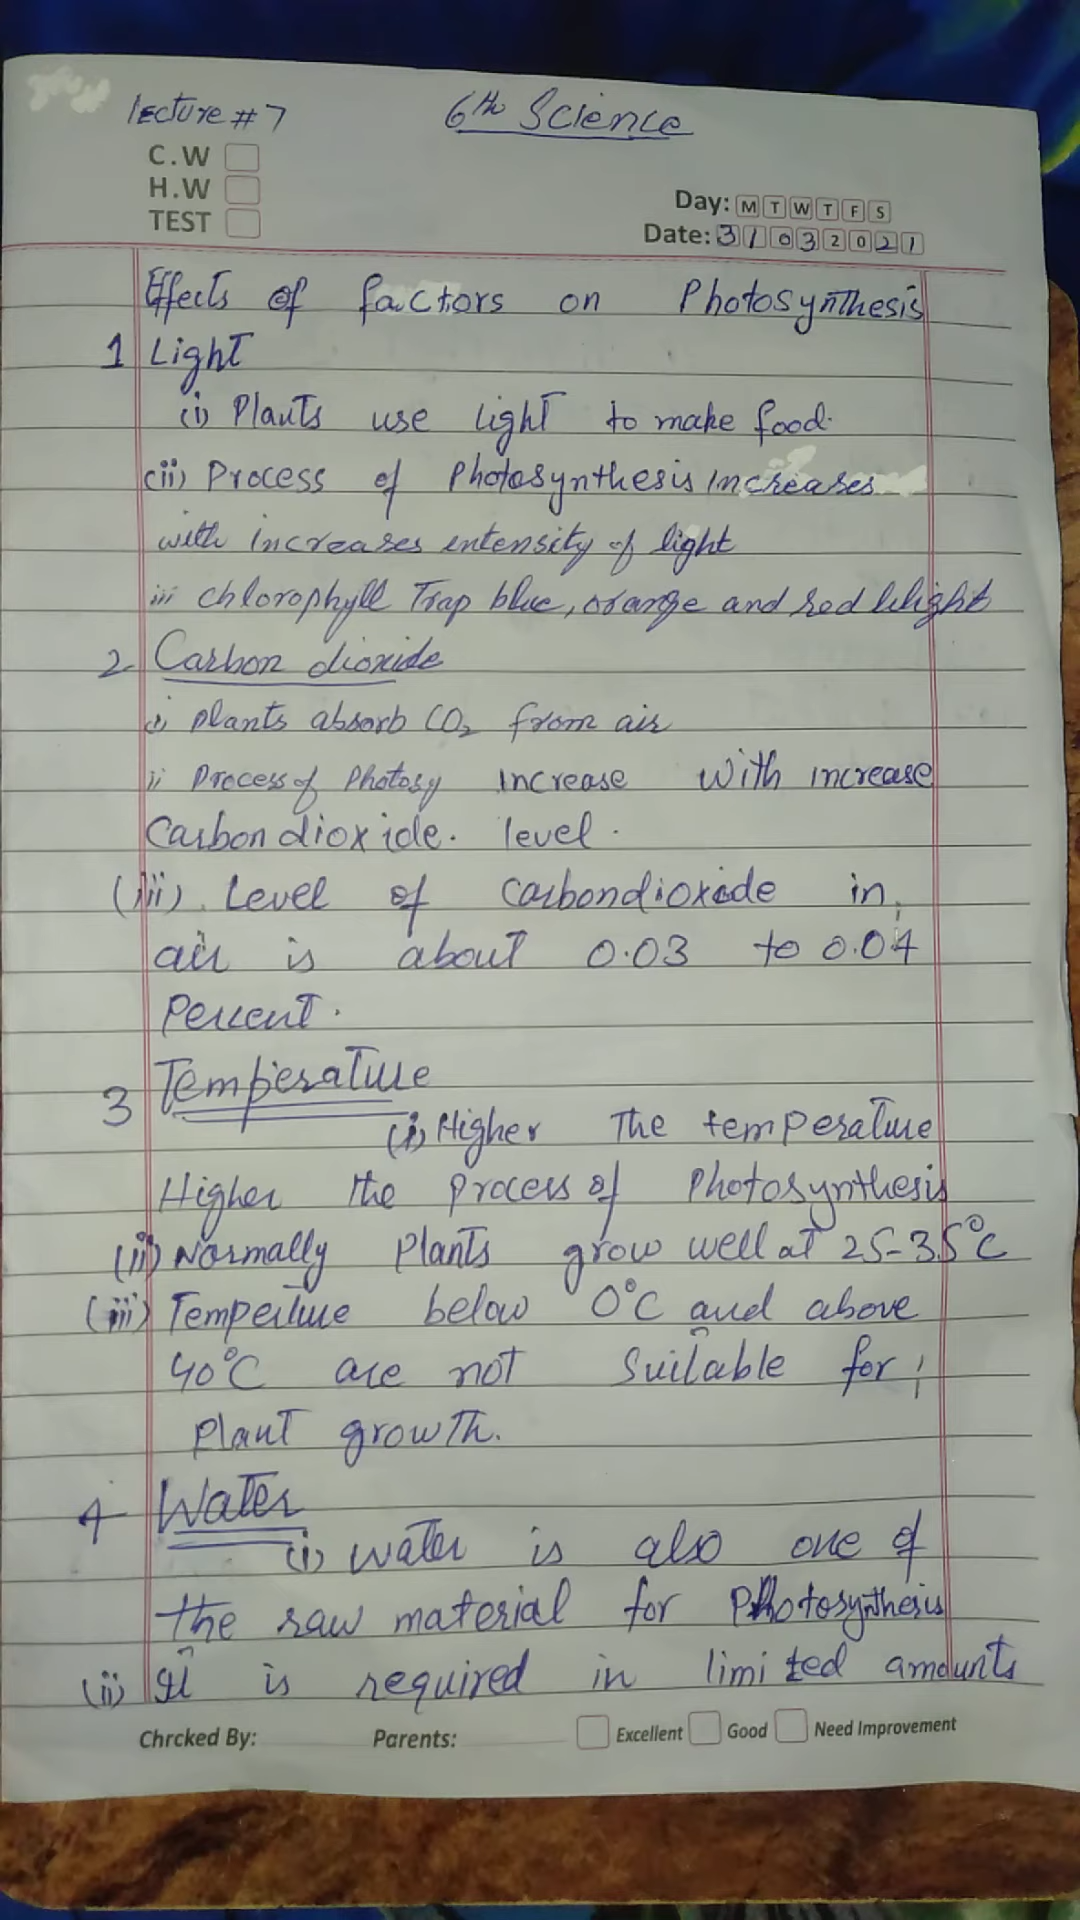 lecture #7
6th Science
C.W
H.W
TEST
Day: M T W T F S
Date: 31 03 2021
Effects of factors on Photosynthesis
1 Light
(i) Plants use light to make food.
(ii) Process of Photosynthesis increases
with increases intensity of light
iii chlorophyll Trap blue, orange and red light
2- Carbon dioxide
(i) plants absorb CO₂ from air
ii Process of Photosy increase with increase
Carbondioxide. level.
(iii). Level of Carbondioxide in
air is about 0.03 to 0.04
Percent.
3 Temperature
(i) Higher The temperature
Higher the process of Photosynthesis
(ii) Normally Plants grow well at 25-35°C
(iii) Temperture below 0°C and above
40°C are not Suitable for
Plant growth.
4- Water
(i) water is also one of
the raw material for Photosynthesis
(ii) It is required in limited amounts
Chrcked By: Parents: Excellent Good Need Improvement